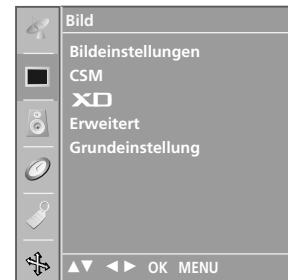 Bild
Bildeinstellungen
CSM
XD
Erweitert
Grundeinstellung
▲▼ ◄► OK MENU